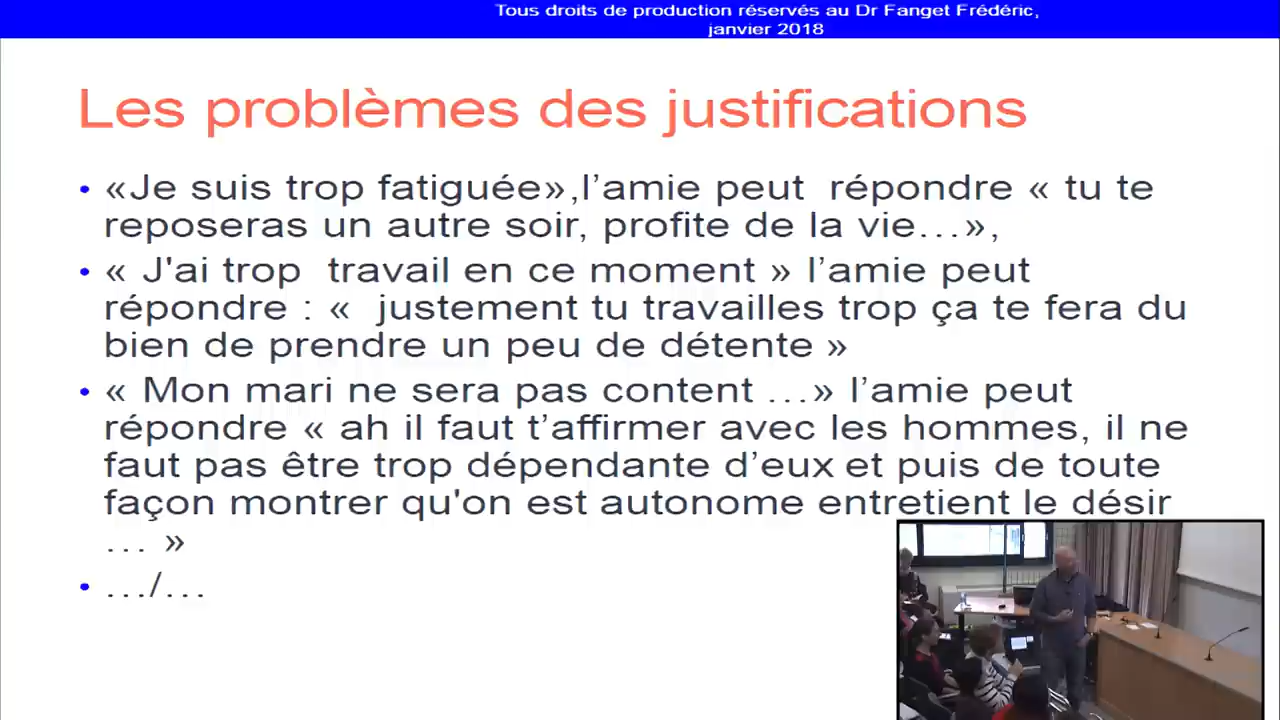 Tous droits de production réservés au Dr Fanget Frédéric,
janvier 2018
Les problèmes des justifications
• «Je suis trop fatiguée»,l’amie peut répondre « tu te
reposeras un autre soir, profite de la vie…»,
• « J'ai trop travail en ce moment » l’amie peut
répondre : « justement tu travailles trop ça te fera du
bien de prendre un peu de détente »
• « Mon mari ne sera pas content …» l’amie peut
répondre « ah il faut t’affirmer avec les hommes, il ne
faut pas être trop dépendante d’eux et puis de toute
façon montrer qu'on est autonome entretient le désir
… »
• …/…